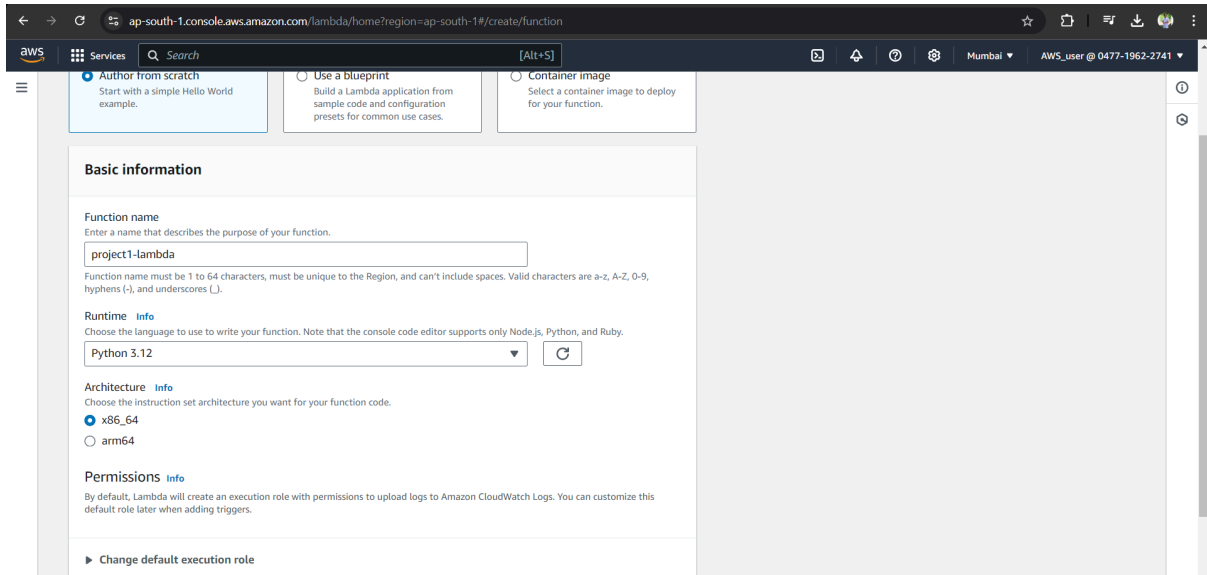 ap-south-1.console.aws.amazon.com/lambda/home?region=ap-south-1#/create/function
aws
Services
Search
[Alt+S]
Mumbai ▼
AWS_user @ 0477-1962-2741 ▼
Author from scratch
Start with a simple Hello World
example.
Use a blueprint
Build a Lambda application from
sample code and configuration
presets for common use cases.
Container image
Select a container image to deploy
for your function.
Basic information
Function name
Enter a name that describes the purpose of your function.
project1-lambda
Function name must be 1 to 64 characters, must be unique to the Region, and can't include spaces. Valid characters are a-z, A-Z, 0-9,
hyphens (-), and underscores (_).
Runtime Info
Choose the language to use to write your function. Note that the console code editor supports only Node.js, Python, and Ruby.
Python 3.12
Architecture Info
Choose the instruction set architecture you want for your function code.
x86_64
arm64
Permissions Info
By default, Lambda will create an execution role with permissions to upload logs to Amazon CloudWatch Logs. You can customize this
default role later when adding triggers.
Change default execution role